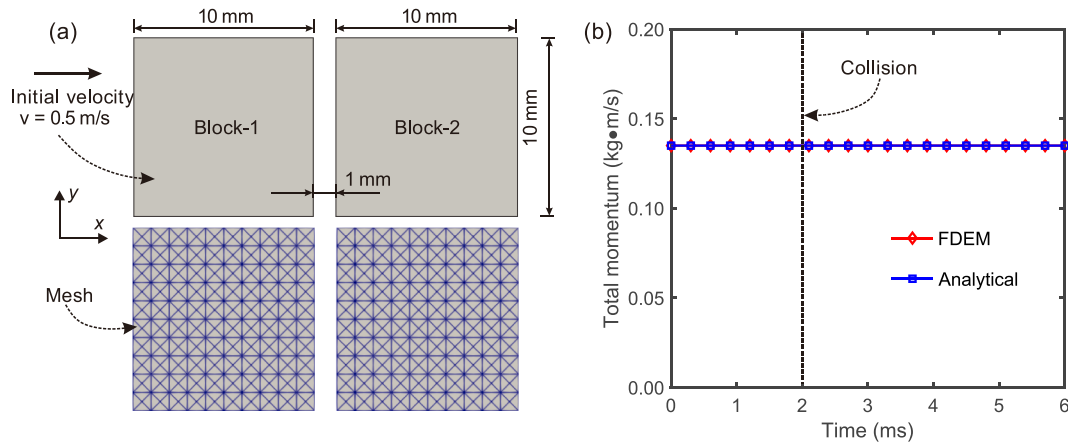 (a)
10 mm
10 mm
Initial velocity
v = 0.5 m/s
Block-1
Block-2
10 mm
1 mm
y
x
Mesh
(b)
Total momentum (kg●m/s)
0.20
0.15
0.10
0.05
0.00
Collision
FDEM
Analytical
0 1 2 3 4 5 6
Time (ms)